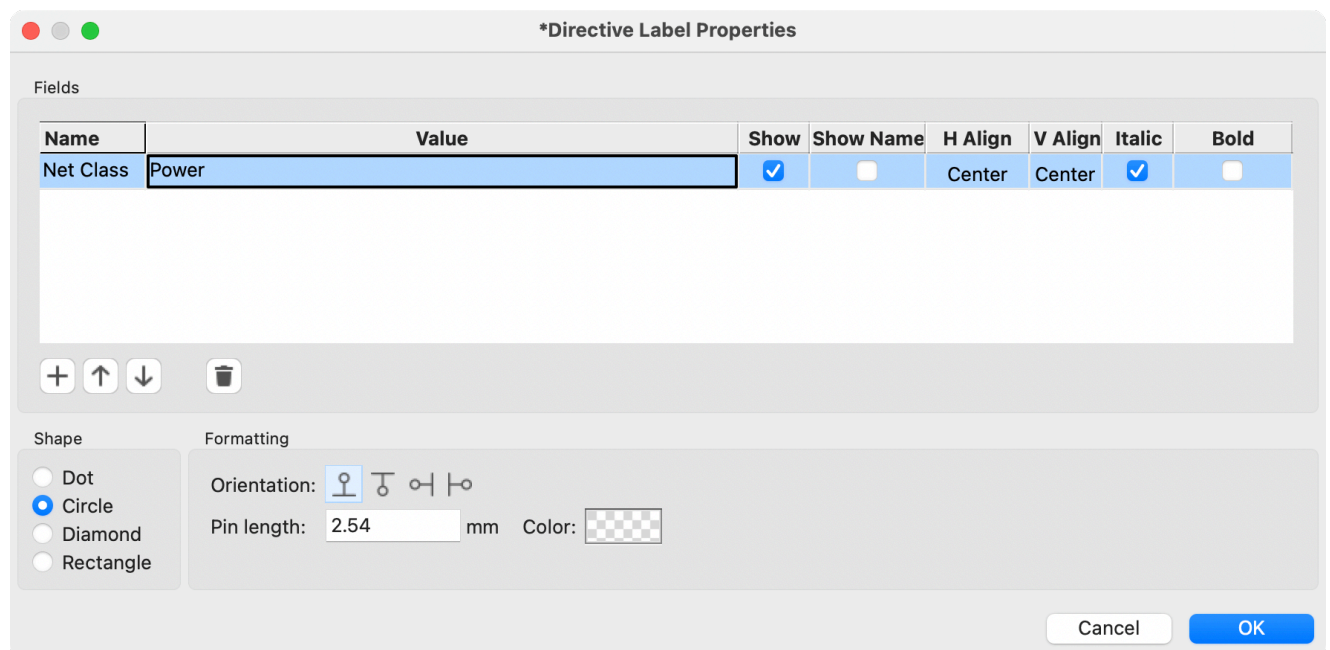 *Directive Label Properties
Fields
Name Value Show Show Name H Align V Align Italic Bold
Net Class Power Center Center
Shape Formatting
Dot Orientation:
Circle
Pin length: 2.54 mm Color:
Diamond
Rectangle
Cancel OK